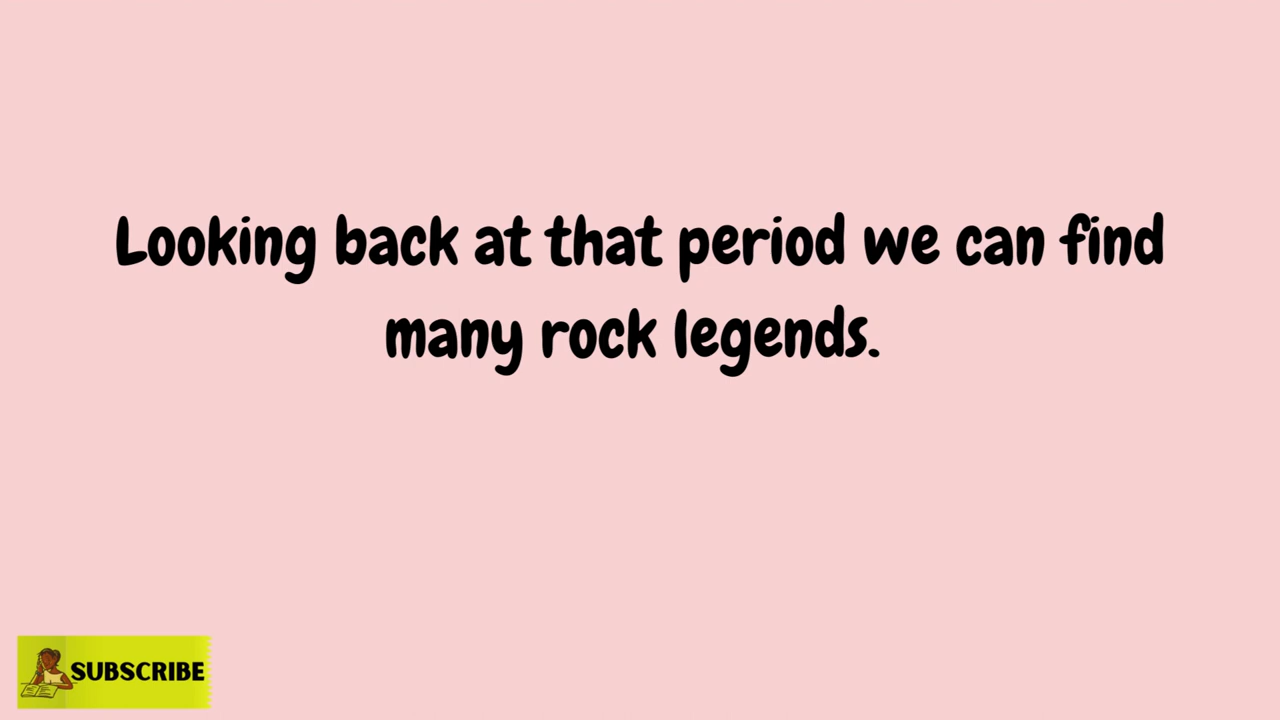 Looking back at that period we can find
many rock legends.
SUBSCRIBE